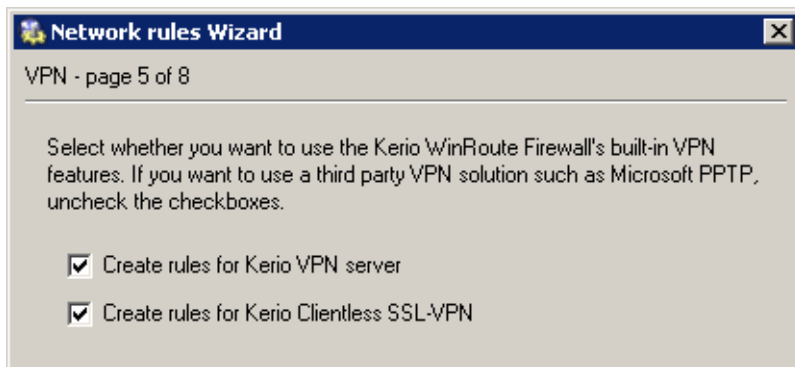 Network rules Wizard
VPN - page 5 of 8
Select whether you want to use the Kerio WinRoute Firewall's built-in VPN
features. If you want to use a third party VPN solution such as Microsoft PPTP,
uncheck the checkboxes.
Create rules for Kerio VPN server
Create rules for Kerio Clientless SSL-VPN